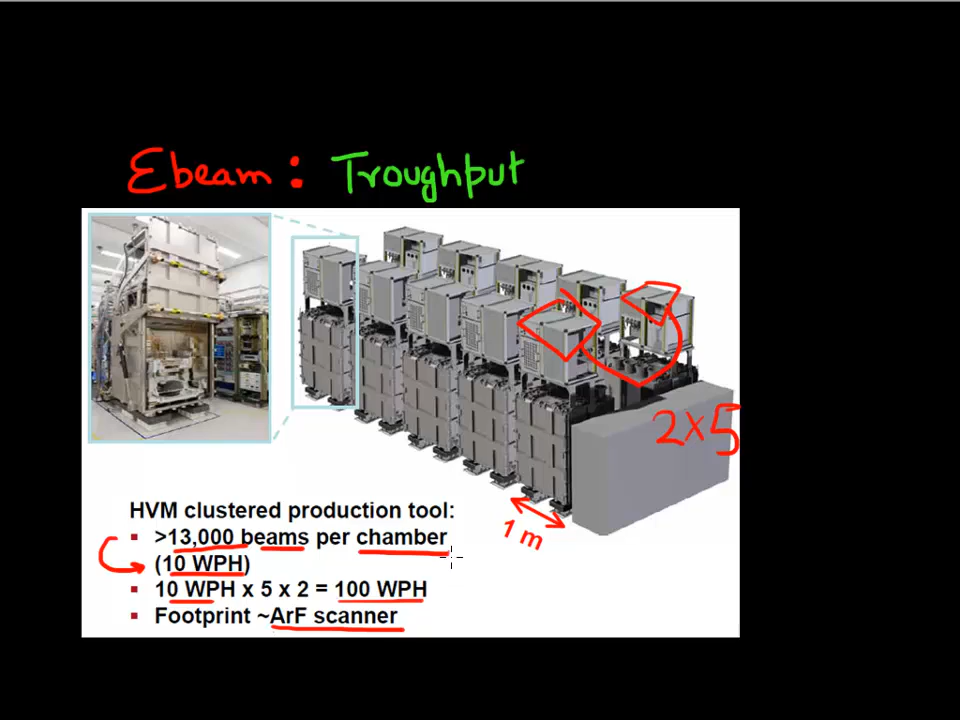 Ebeam: Troughput
2x5
1 m
HVM clustered production tool:
▪ >13,000 beams per chamber
(10 WPH)
▪ 10 WPH x 5 x 2 = 100 WPH
▪ Footprint ~ArF scanner